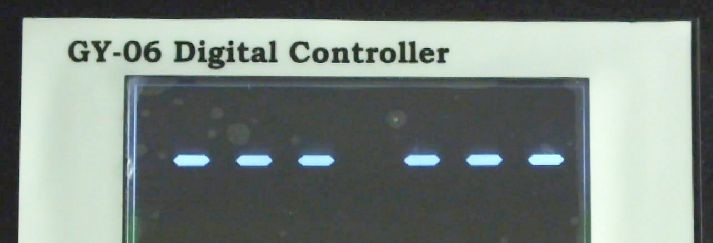 GY-06 Digital Controller
--- ---